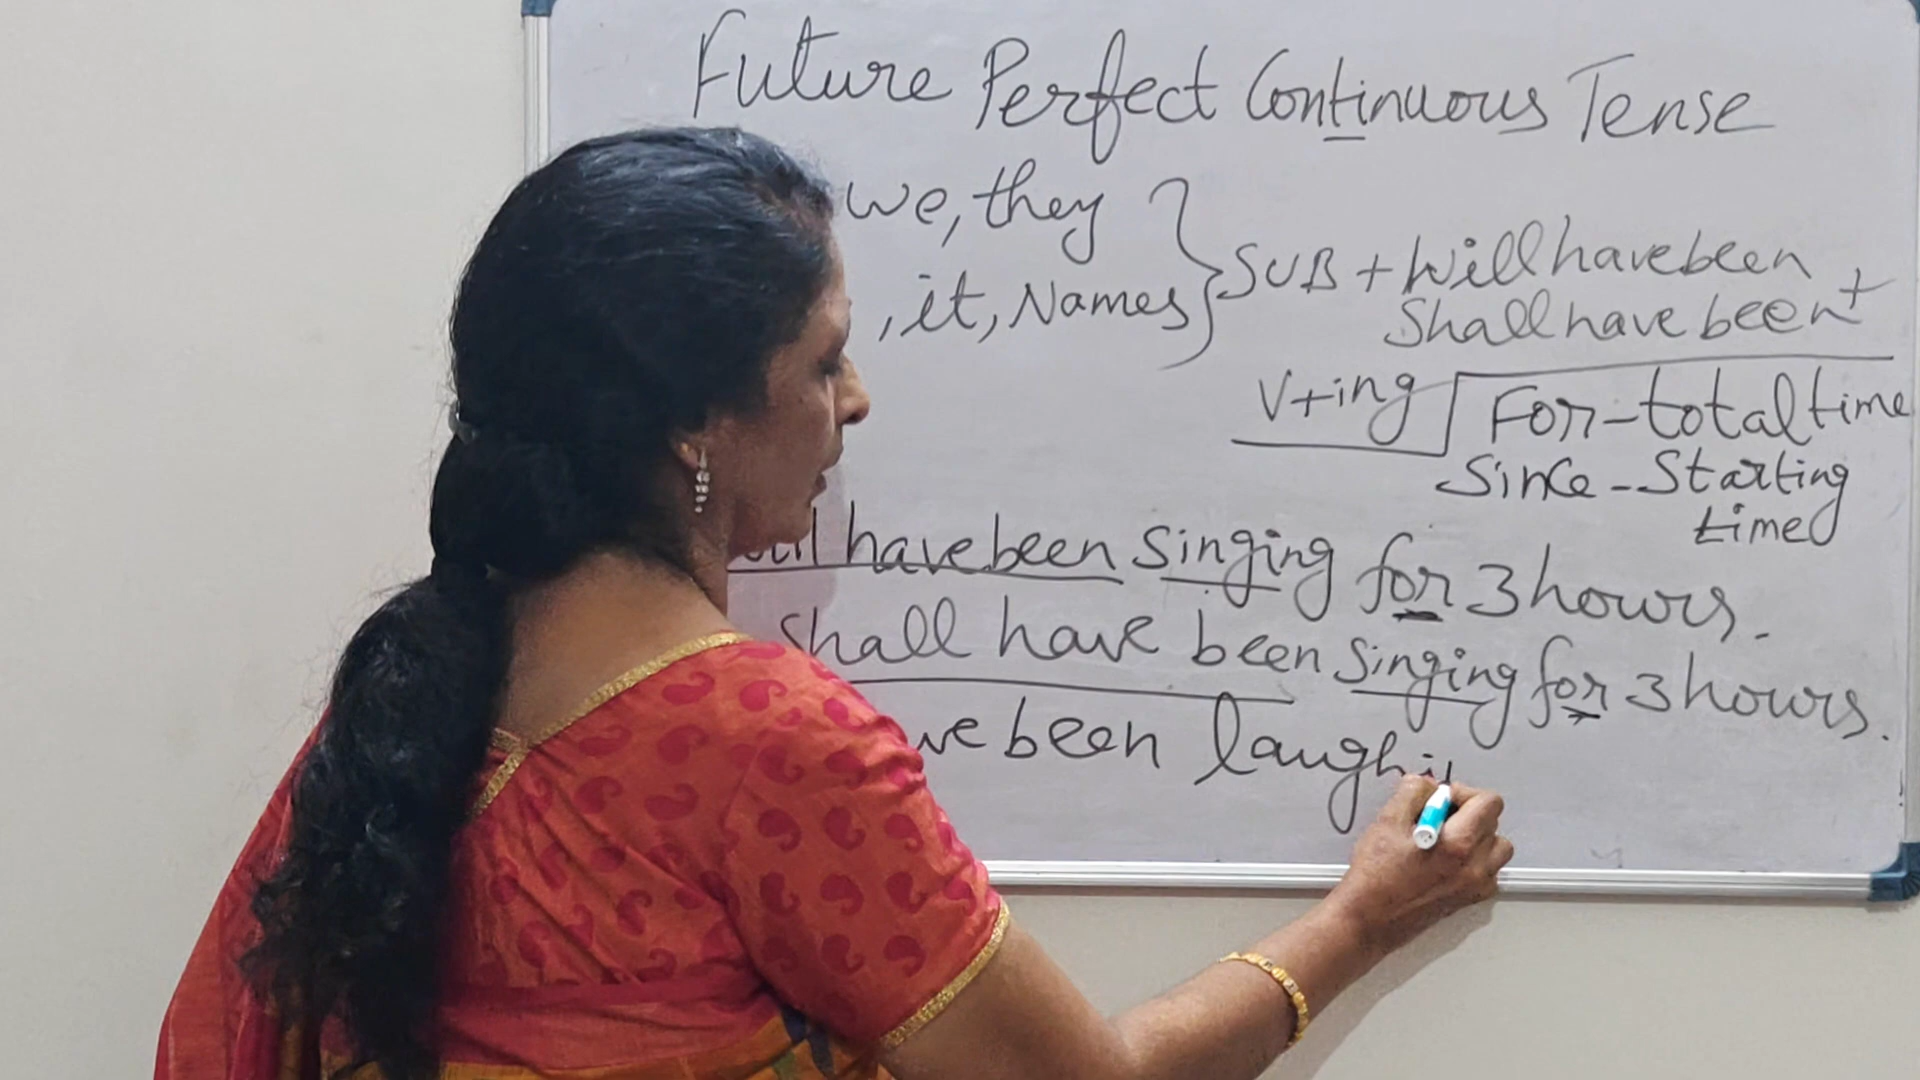 Future Perfect Continuous Tense
we, they
, it, Names } SUB + Will have been
Shall have been +
V+ing For - total time
Since - Starting
time
will have been singing for 3 hours.
shall have been singing for 3 hours.
been laughi